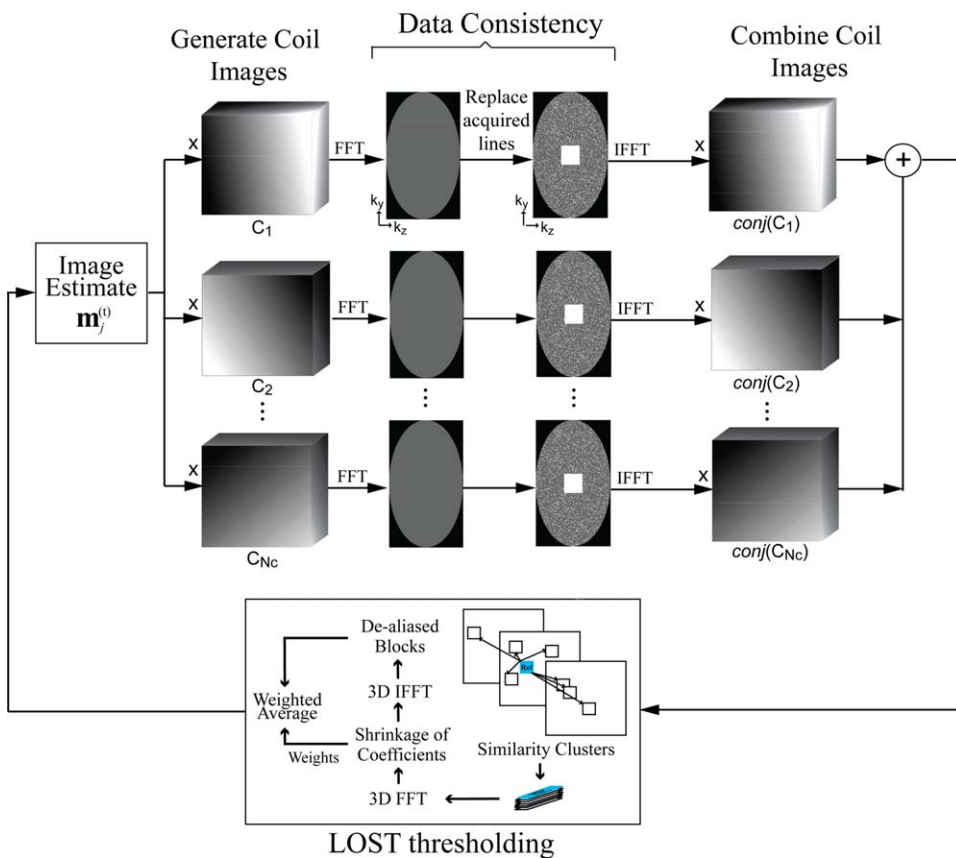 Generate Coil
Images
Data Consistency
Combine Coil
Images
x
FFT
Replace
acquired
lines
IFFT
x
+
ky
kz
ky
kz
C1
conj(C1)
Image
Estimate
m_j^(t)
x
FFT
IFFT
x
C2
conj(C2)
x
FFT
IFFT
x
CNc
conj(CNc)
De-aliased
Blocks
Ref
3D IFFT
Weighted
Average
Shrinkage of
Coefficients
Weights
Similarity Clusters
3D FFT
LOST thresholding